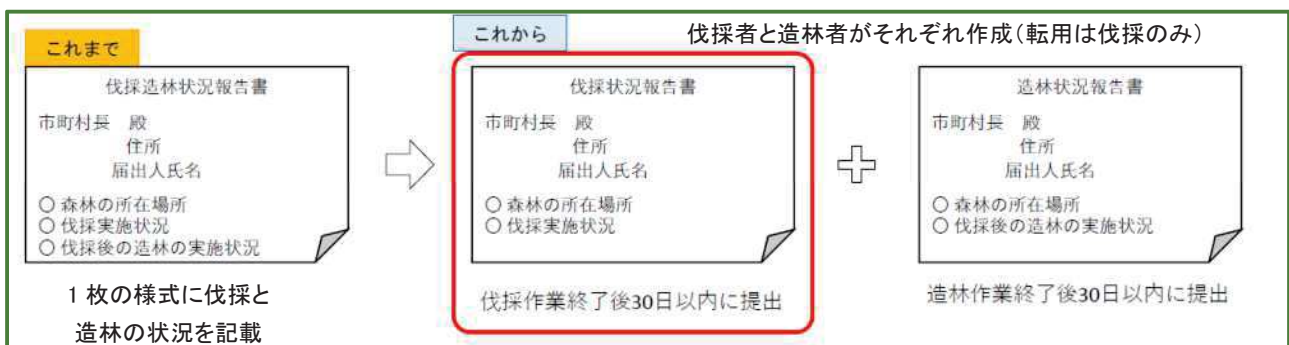 これまで
伐採造林状況報告書
市町村長　殿
住所
届出人氏名
○ 森林の所在場所
○ 伐採実施状況
○ 伐採後の造林の実施状況
1 枚の様式に伐採と
造林の状況を記載
これから
伐採者と造林者がそれぞれ作成(転用は伐採のみ)
伐採状況報告書
市町村長　殿
住所
届出人氏名
○ 森林の所在場所
○ 伐採実施状況
伐採作業終了後30日以内に提出
造林状況報告書
市町村長　殿
住所
届出人氏名
○ 森林の所在場所
○ 伐採後の造林の実施状況
造林作業終了後30日以内に提出